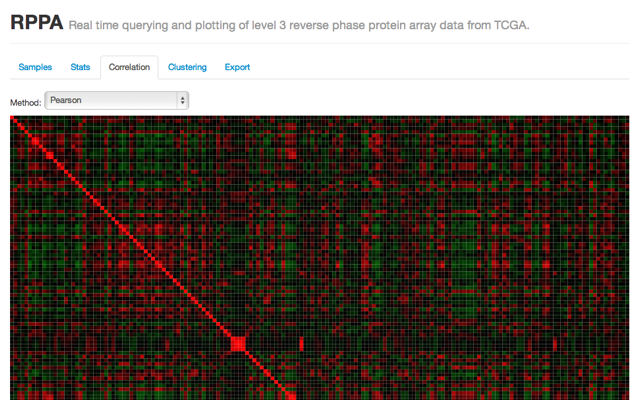 RPPA Real time querying and plotting of level 3 reverse phase protein array data from TCGA.
Samples Stats Correlation Clustering Export
Method: Pearson